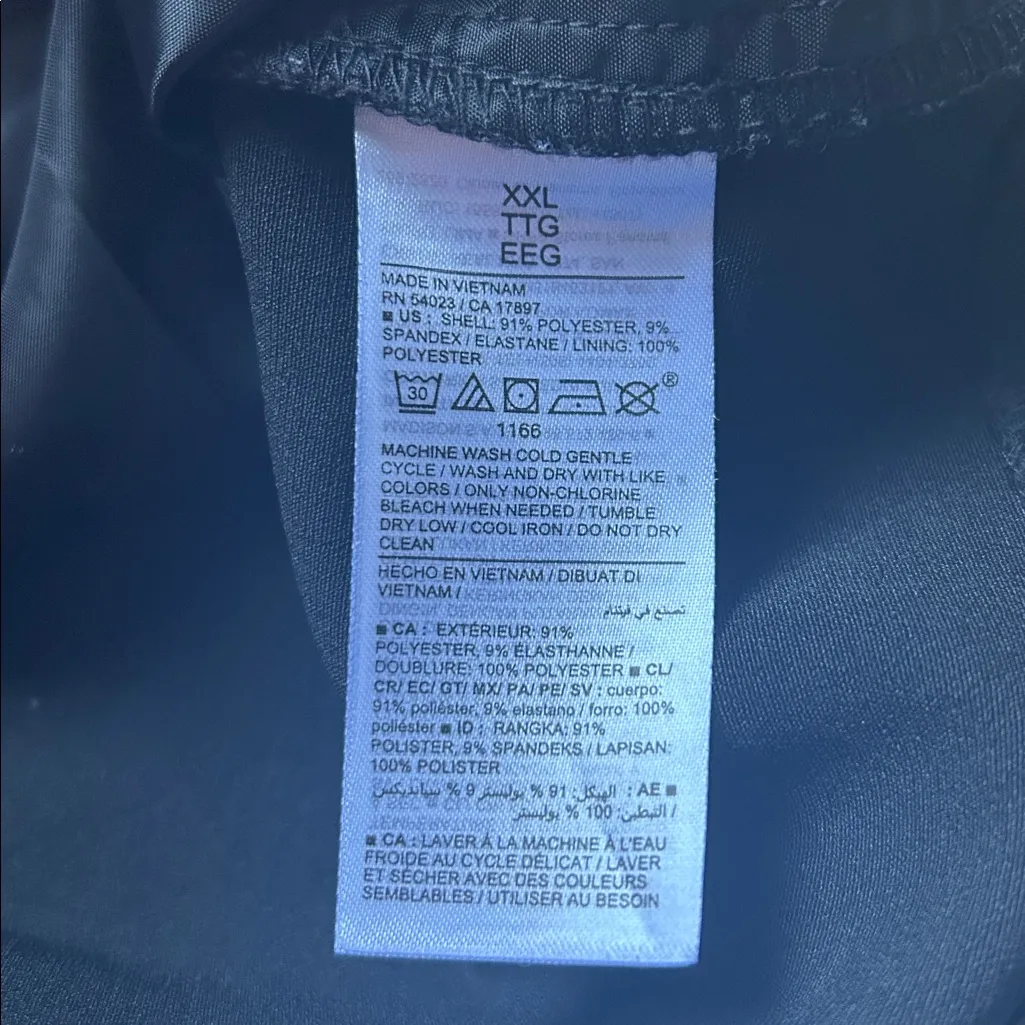 XXL
TTG
EEG
MADE IN VIETNAM
RN 54023 / CA 17897
■ US : SHELL: 91% POLYESTER, 9%
SPANDEX / ELASTANE / LINING: 100%
POLYESTER
30
®
1166
MACHINE WASH COLD GENTLE
CYCLE / WASH AND DRY WITH LIKE
COLORS / ONLY NON-CHLORINE
BLEACH WHEN NEEDED / TUMBLE
DRY LOW / COOL IRON / DO NOT DRY
CLEAN
HECHO EN VIETNAM / DIBUAT DI
VIETNAM /
تصنع في فيتنام
■ CA : EXTÉRIEUR: 91%
POLYESTER, 9% ÉLASTHANNE /
DOUBLURE: 100% POLYESTER ■ CL/
CR/ EC/ GT/ MX/ PA/ PE/ SV : cuerpo:
91% poliéster, 9% elastano / forro: 100%
poliéster ■ ID : RANGKA: 91%
POLISTER, 9% SPANDEKS / LAPISAN:
100% POLISTER
■ AE : الهيكل: 91 % بوليستر 9 % سباندیکس
/ التبطين: 100 % بوليستر
■ CA : LAVER À LA MACHINE À L'EAU
FROIDE AU CYCLE DÉLICAT / LAVER
ET SÉCHER AVEC DES COULEURS
SEMBLABLES / UTILISER AU BESOIN